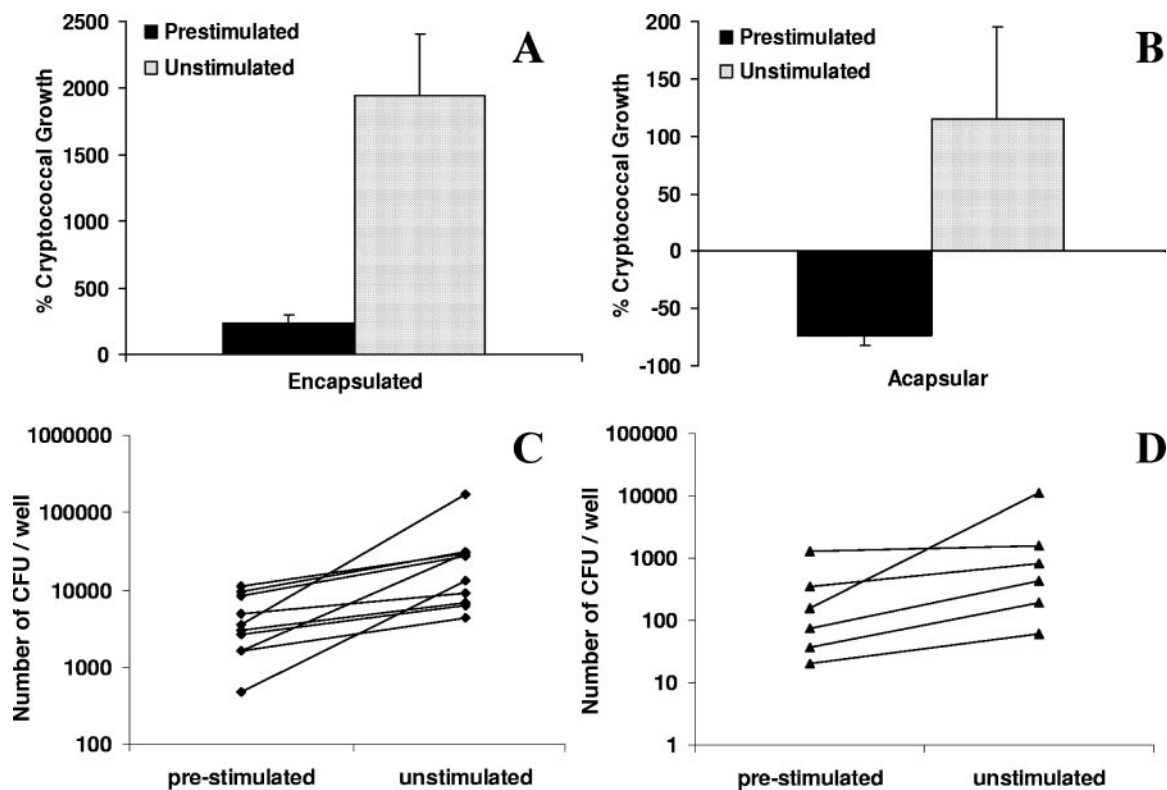 A
% Cryptococcal Growth
2500
2000
1500
1000
500
0
Prestimulated
Unstimulated
Encapsulated
B
% Cryptococcal Growth
200
150
100
50
0
-50
-100
Prestimulated
Unstimulated
Acapsular
C
Number of CFU / well
1000000
100000
10000
1000
100
pre-stimulated unstimulated
D
Number of CFU / well
100000
10000
1000
100
10
1
pre-stimulated unstimulated